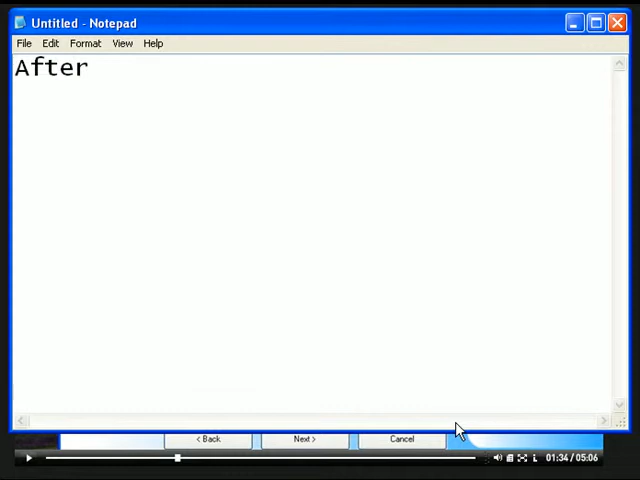 Untitled - Notepad
File Edit Format View Help
After
< Back Next > Cancel
01:34 / 05:06